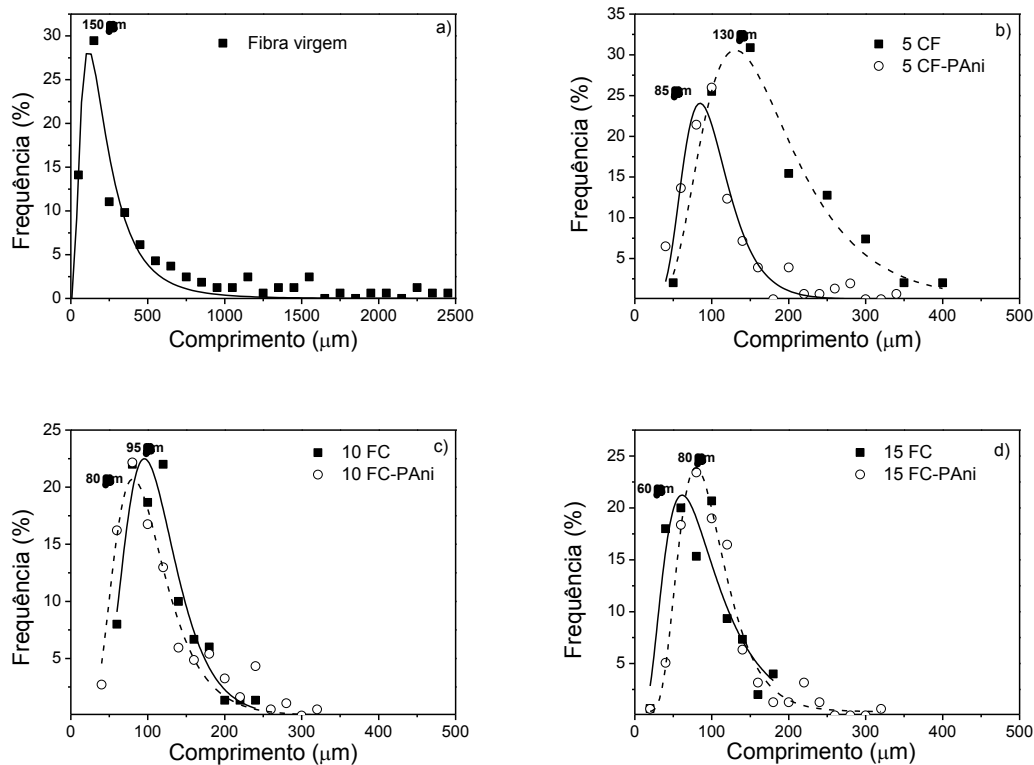 150 μm
a)
Fibra virgem
30
25
20
15
10
5
0
Frequência (%)
0
500
1000
1500
2000
2500
Comprimento (μm)
130 μm
b)
5 CF
5 CF-PAni
85 μm
35
30
25
20
15
10
5
0
Frequência (%)
0
100
200
300
400
500
Comprimento (μm)
95 μm
c)
10 FC
10 FC-PAni
80 μm
25
20
15
10
5
Frequência (%)
0
100
200
300
400
500
Comprimento (μm)
80 μm
d)
15 FC
15 FC-PAni
60 μm
25
20
15
10
5
Frequência (%)
0
100
200
300
400
500
Comprimento (μm)